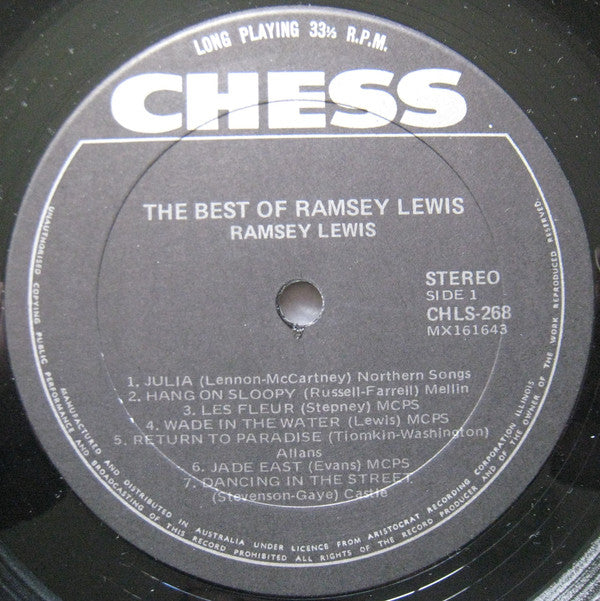 LONG PLAYING 33⅓ R.P.M.
CHESS
THE BEST OF RAMSEY LEWIS
RAMSEY LEWIS
STEREO
SIDE 1
CHLS-268
MX161643
1. JULIA (Lennon-McCartney) Northern Songs
2. HANG ON SLOOPY (Russell-Farrell) Mellin
3. LES FLEUR (Stepney) MCPS
4. WADE IN THE WATER (Lewis) MCPS
5. RETURN TO PARADISE (Tiomkin-Washington)
Allans
6. JADE EAST (Evans) MCPS
7. DANCING IN THE STREET
(Stevenson-Gaye) Castle
MANUFACTURED AND DISTRIBUTED IN AUSTRALIA UNDER LICENCE FROM ARISTOCRAT RECORDING CORPORATION ILLINOIS
UNAUTHORISED COPYING PUBLIC PERFORMANCE AND BROADCASTING OF THIS RECORD PROHIBITED ALL RIGHTS OF THE RECORD PRODUCER AND OF THE OWNER OF THE WORK REPRODUCED RESERVED